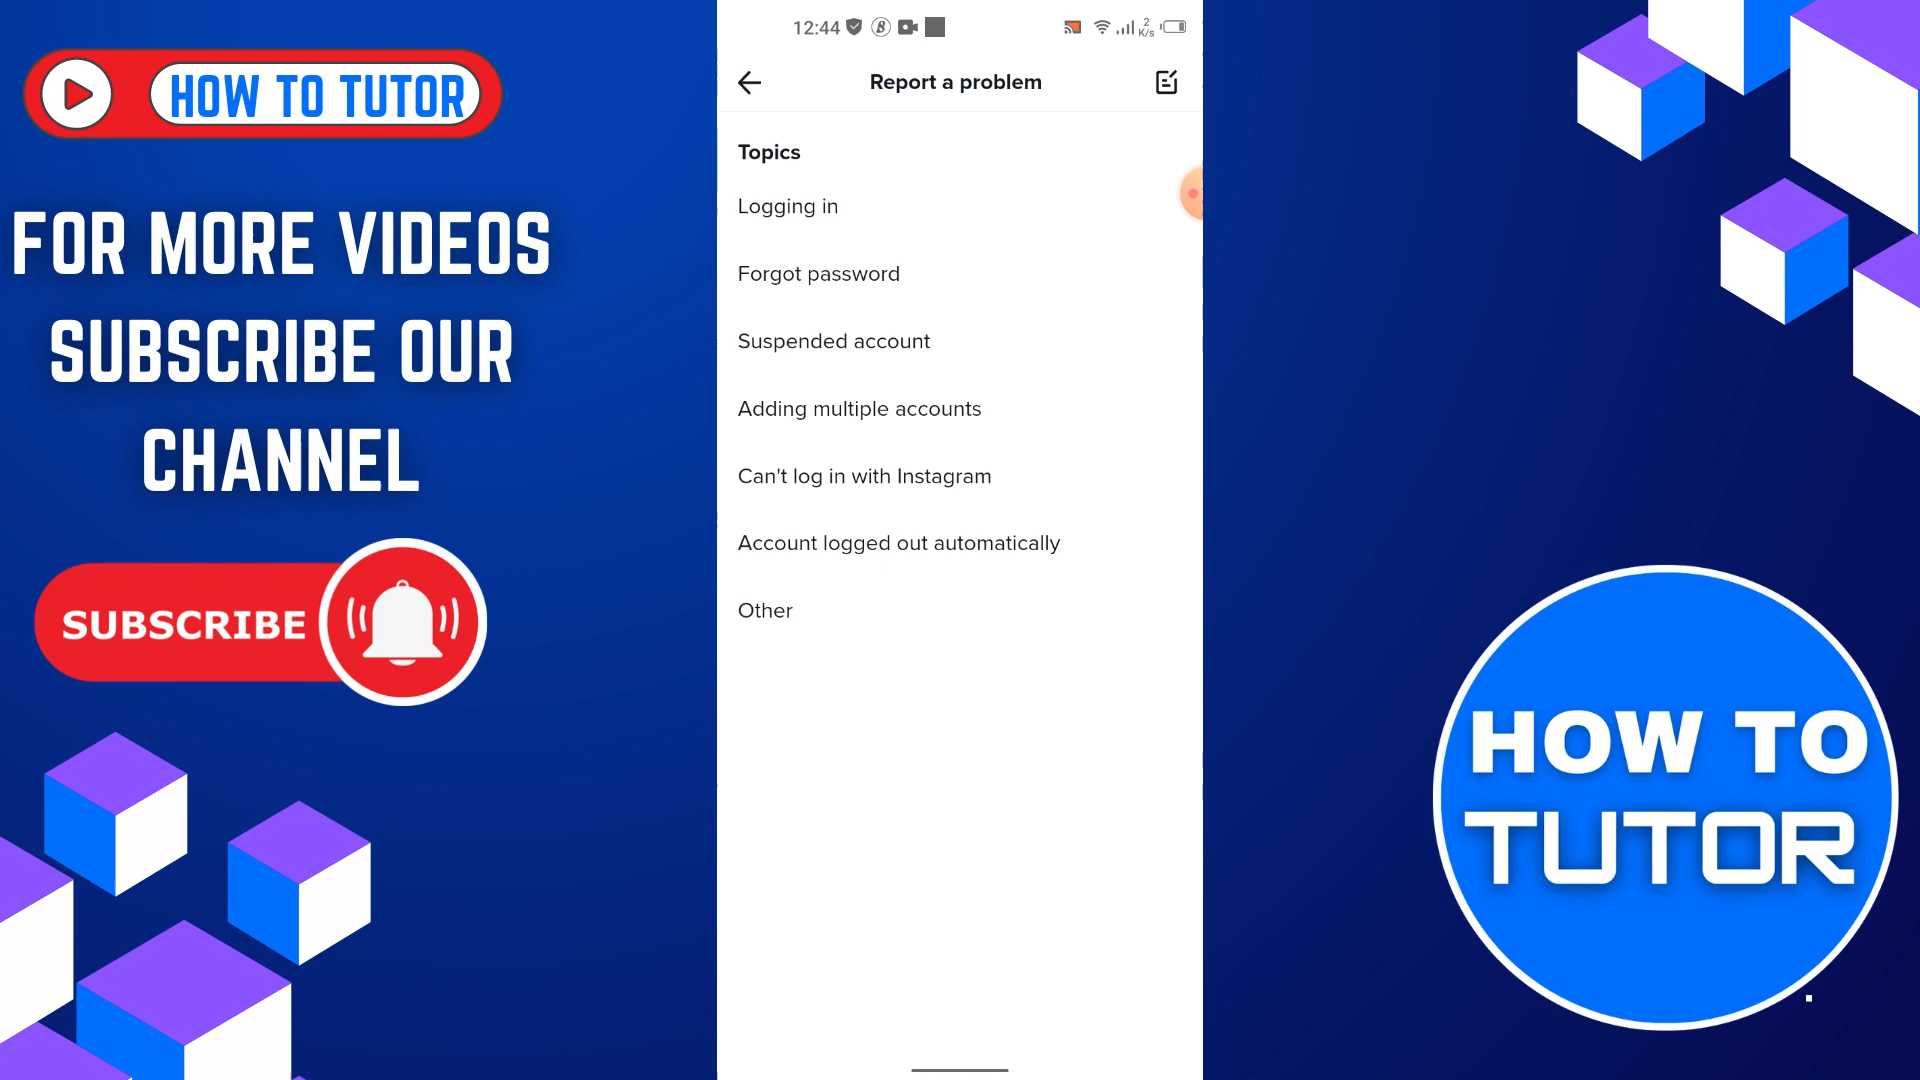 HOW TO TUTOR
FOR MORE VIDEOS
SUBSCRIBE OUR
CHANNEL
SUBSCRIBE
12:44
2
K/s
Report a problem
Topics
Logging in
Forgot password
Suspended account
Adding multiple accounts
Can't log in with Instagram
Account logged out automatically
Other
HOW TO
TUTOR